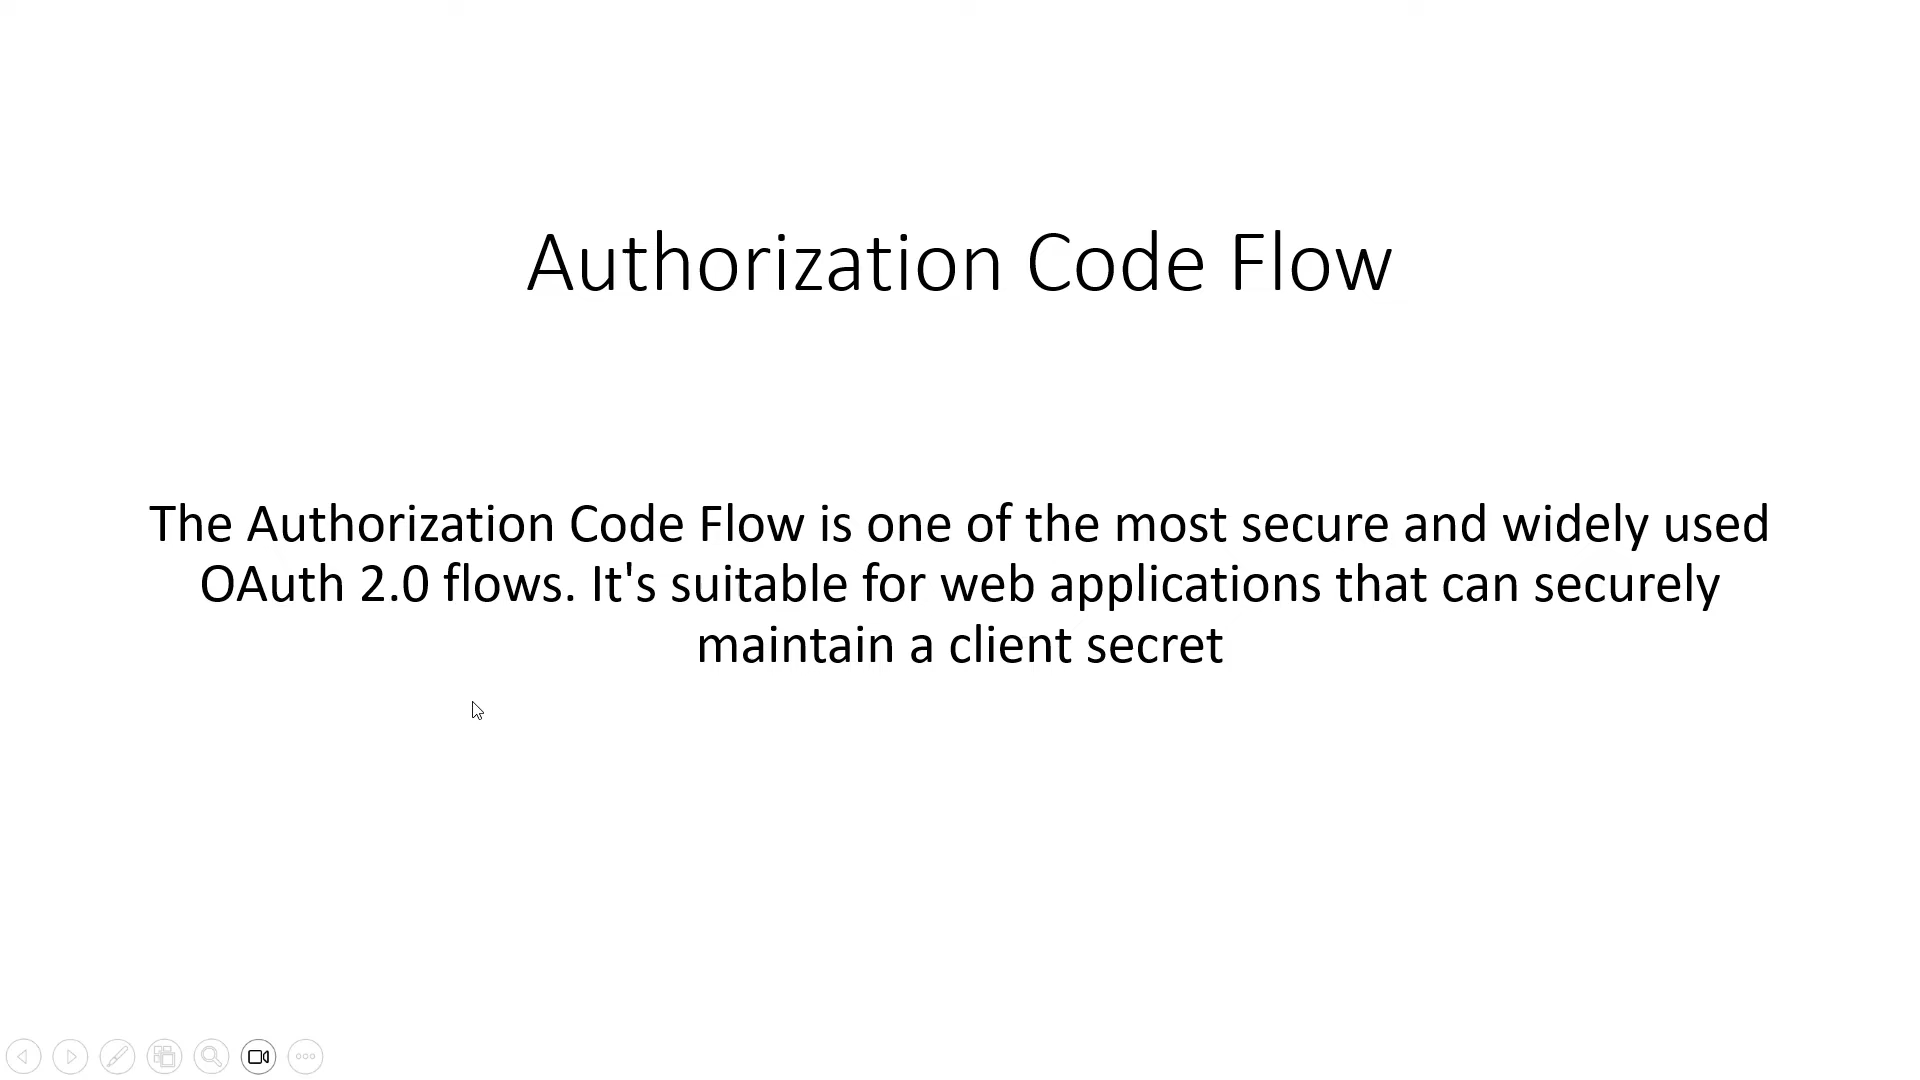 Authorization Code Flow
The Authorization Code Flow is one of the most secure and widely used
OAuth 2.0 flows. It's suitable for web applications that can securely
maintain a client secret